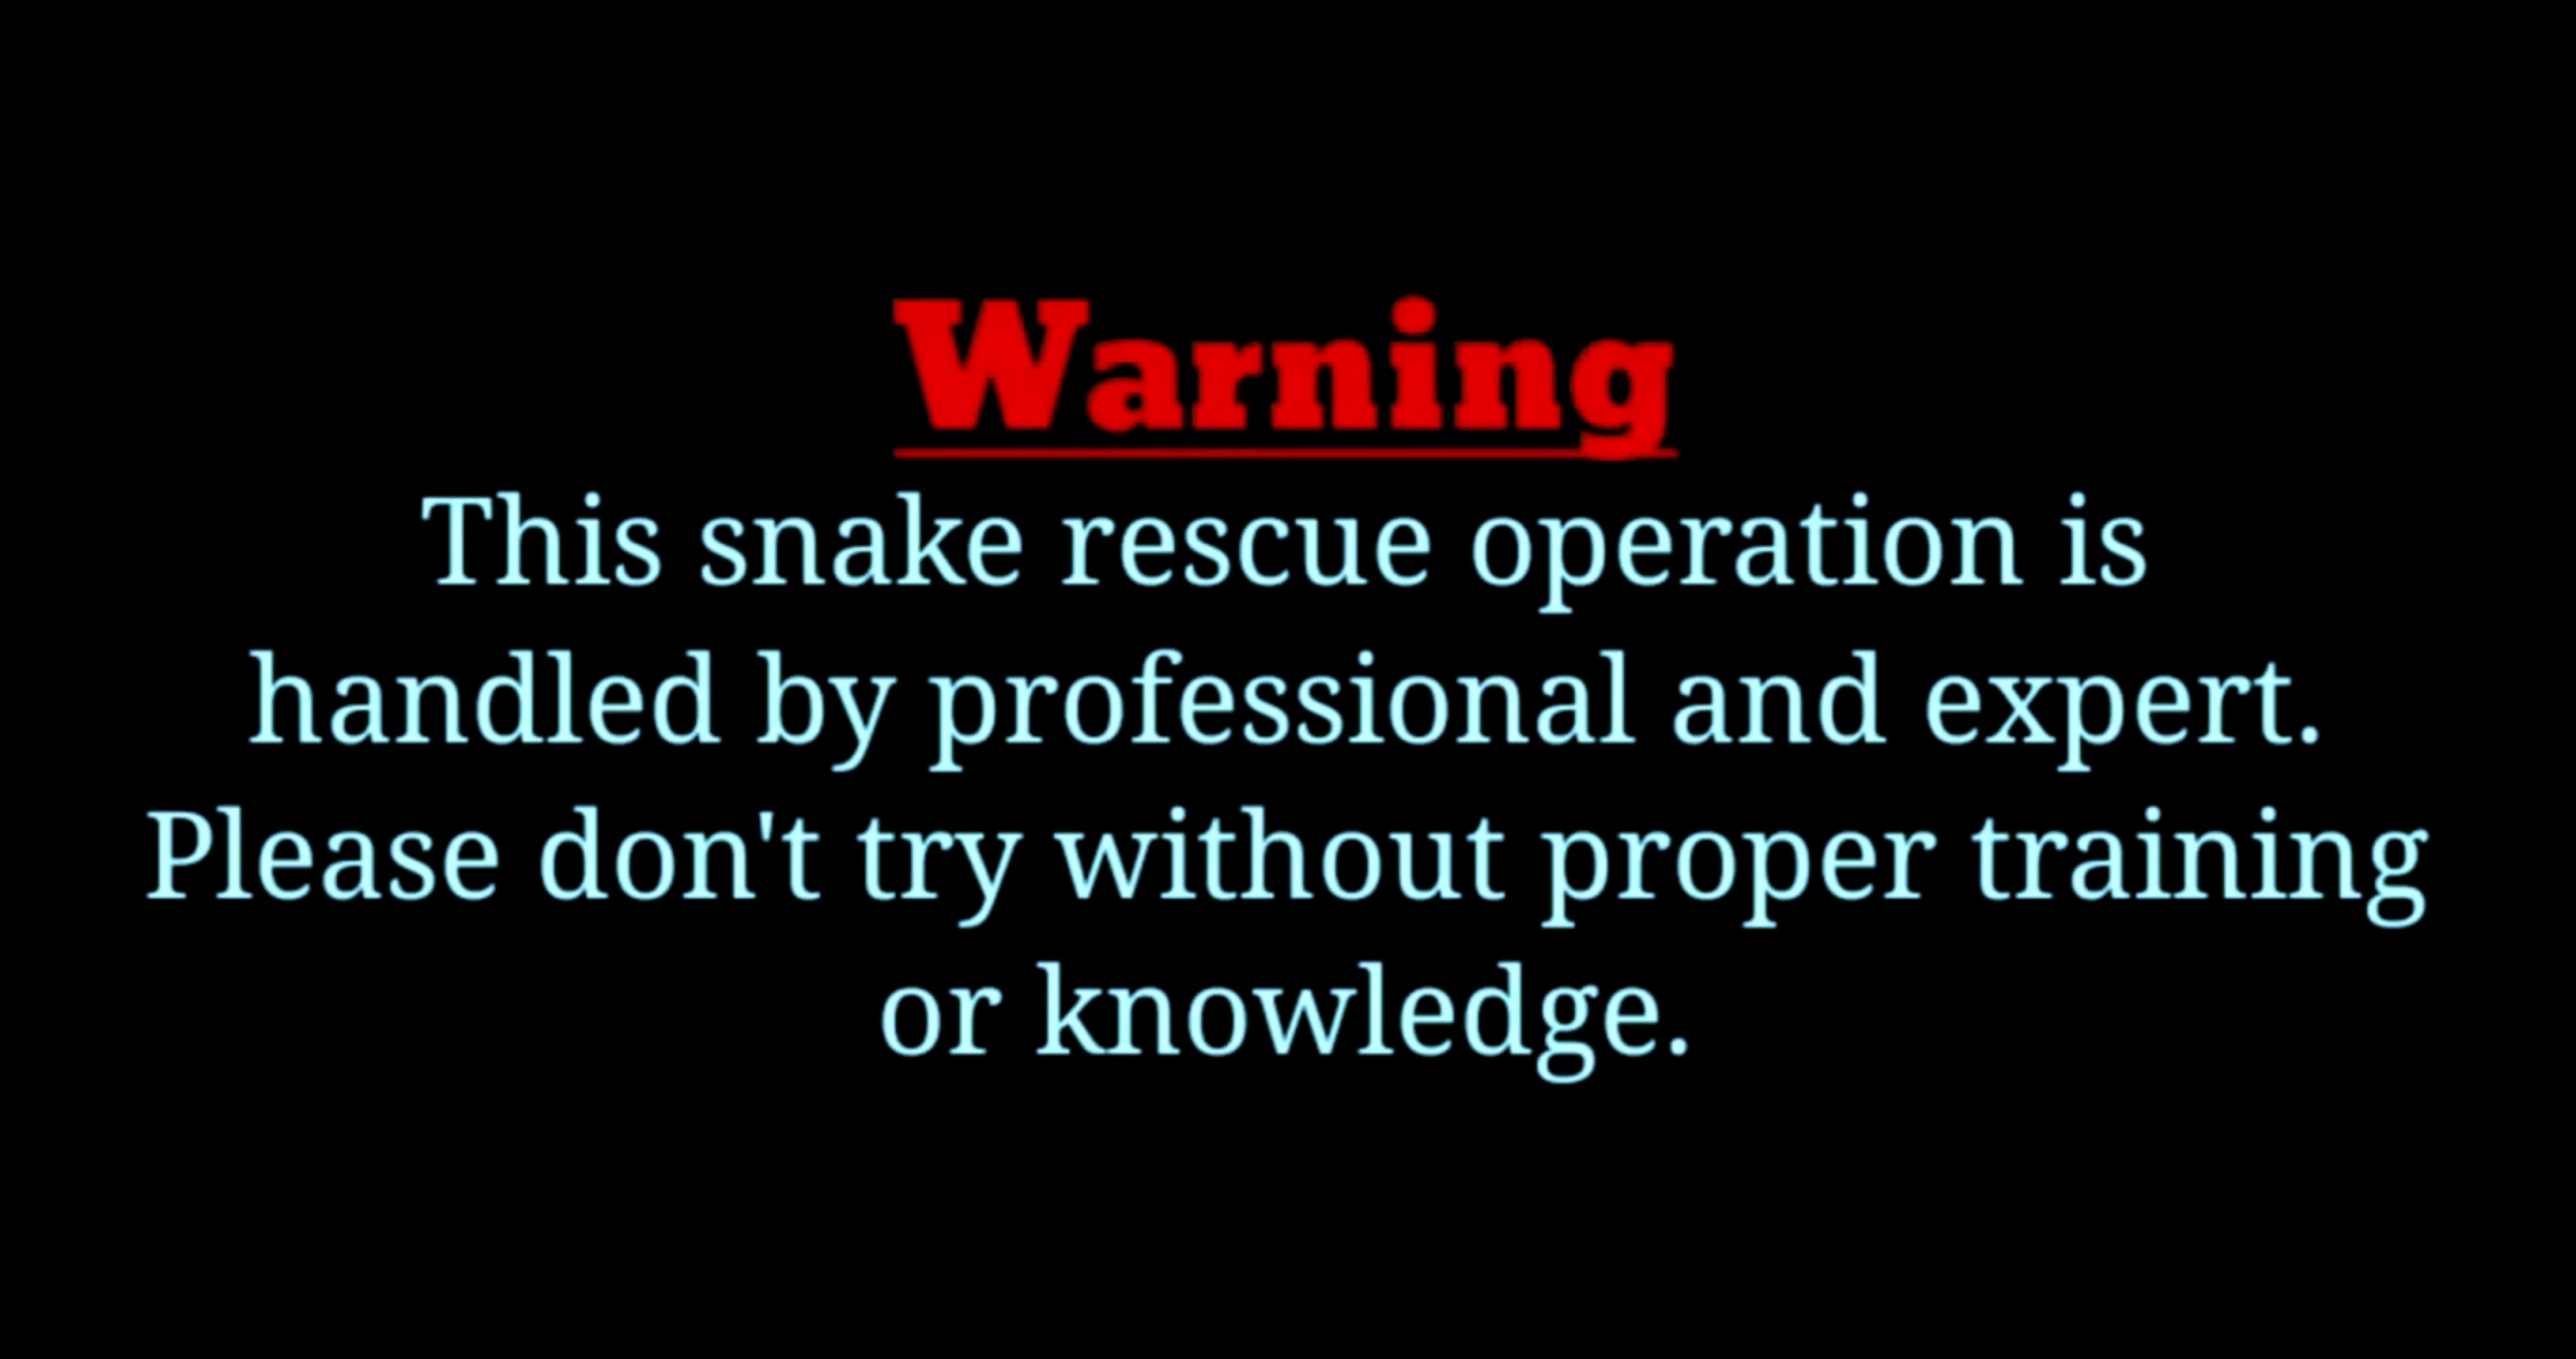 Warning
This snake rescue operation is
handled by professional and expert.
Please don't try without proper training
or knowledge.